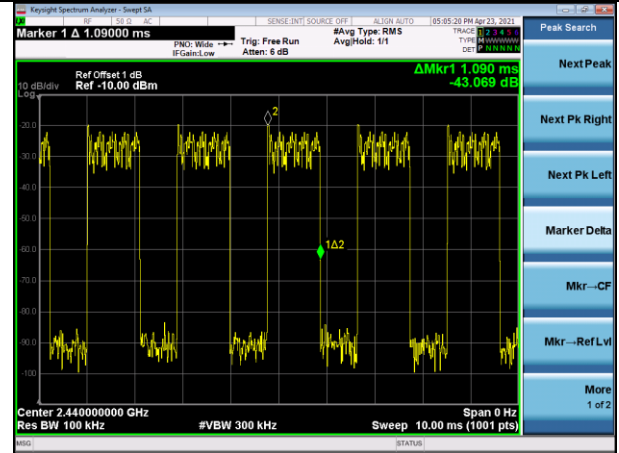 Keysight Spectrum Analyzer - Swept SA
RF 50 Ω AC SENSE:INT SOURCE OFF ALIGN AUTO 05:05:20 PM Apr 23, 2021
Marker 1 Δ 1.09000 ms
PNO: Wide
IFGain:Low
Trig: Free Run
Atten: 6 dB
#Avg Type: RMS
Avg|Hold: 1/1
TRACE 1 2 3 4 5 6
TYPE M W W W W W
DET P N N N N N
Peak Search
Ref Offset 1 dB
10 dB/div Ref -10.00 dBm
Log
ΔMkr1 1.090 ms
-43.069 dB
Next Peak
Next Pk Right
Next Pk Left
Marker Delta
Mkr→CF
Mkr→Ref Lvl
More
1 of 2
2
-20.0
-30.0
-40.0
-50.0
1Δ2
-60.0
-70.0
-80.0
-90.0
-100
Center 2.440000000 GHz Span 0 Hz
Res BW 100 kHz #VBW 300 kHz Sweep 10.00 ms (1001 pts)
MSG STATUS